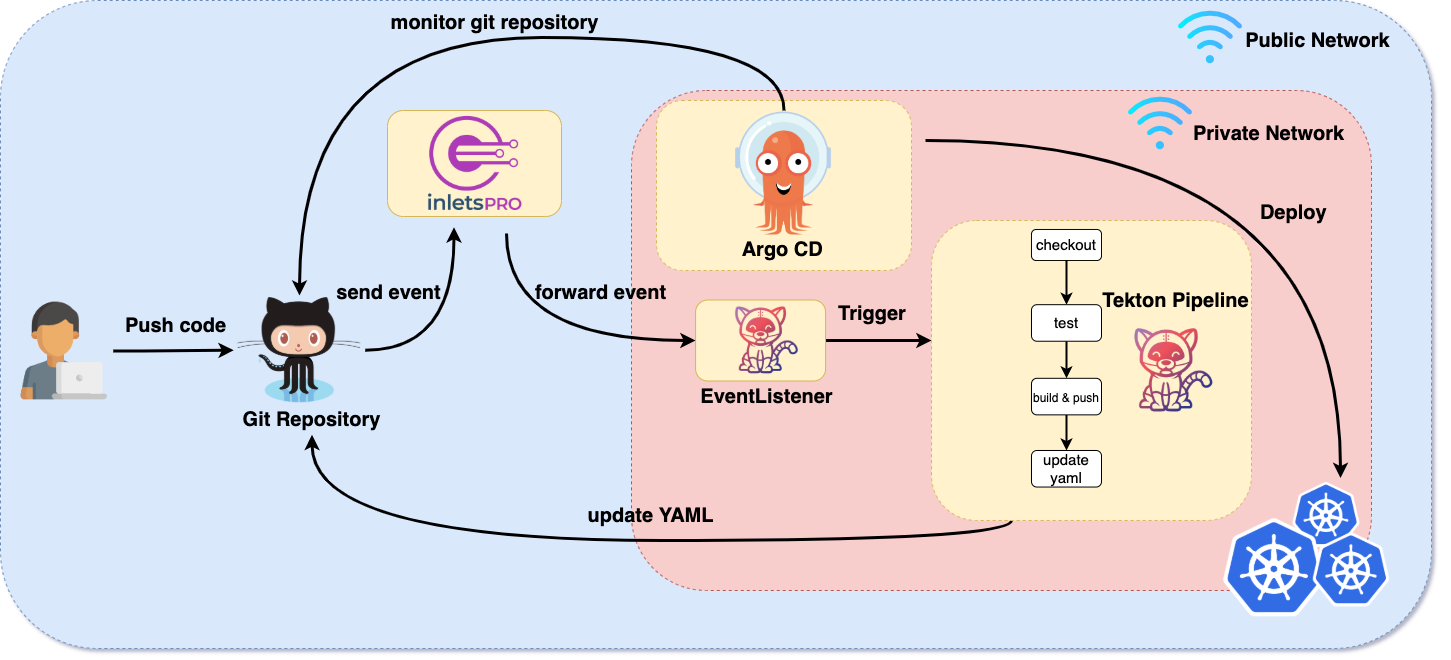 monitor git repository
Public Network
Private Network
inletsPRO
Deploy
Argo CD
checkout
send event
forward event
Tekton Pipeline
Push code
Trigger
test
EventListener
build & push
Git Repository
update
yaml
update YAML